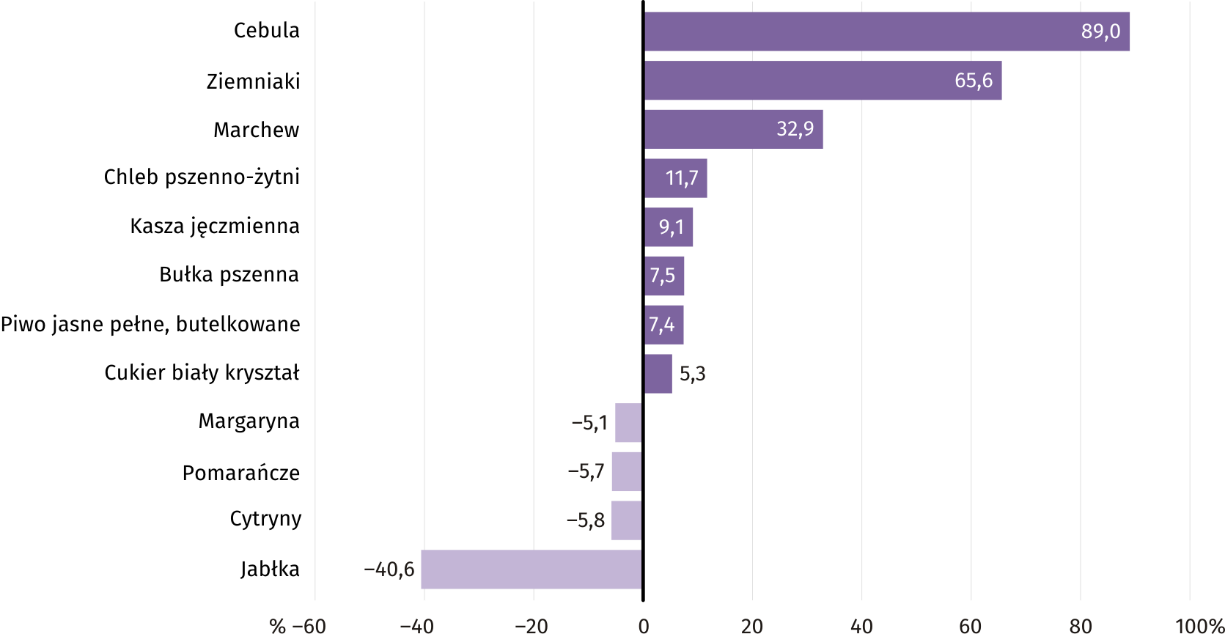 Cebula 89,0
Ziemniaki 65,6
Marchew 32,9
Chleb pszenno-żytni 11,7
Kasza jęczmienna 9,1
Bułka pszenna 7,5
Piwo jasne pełne, butelkowane 7,4
Cukier biały kryształ 5,3
Margaryna –5,1
Pomarańcze –5,7
Cytryny –5,8
Jabłka –40,6
% –60 –40 –20 0 20 40 60 80 100%